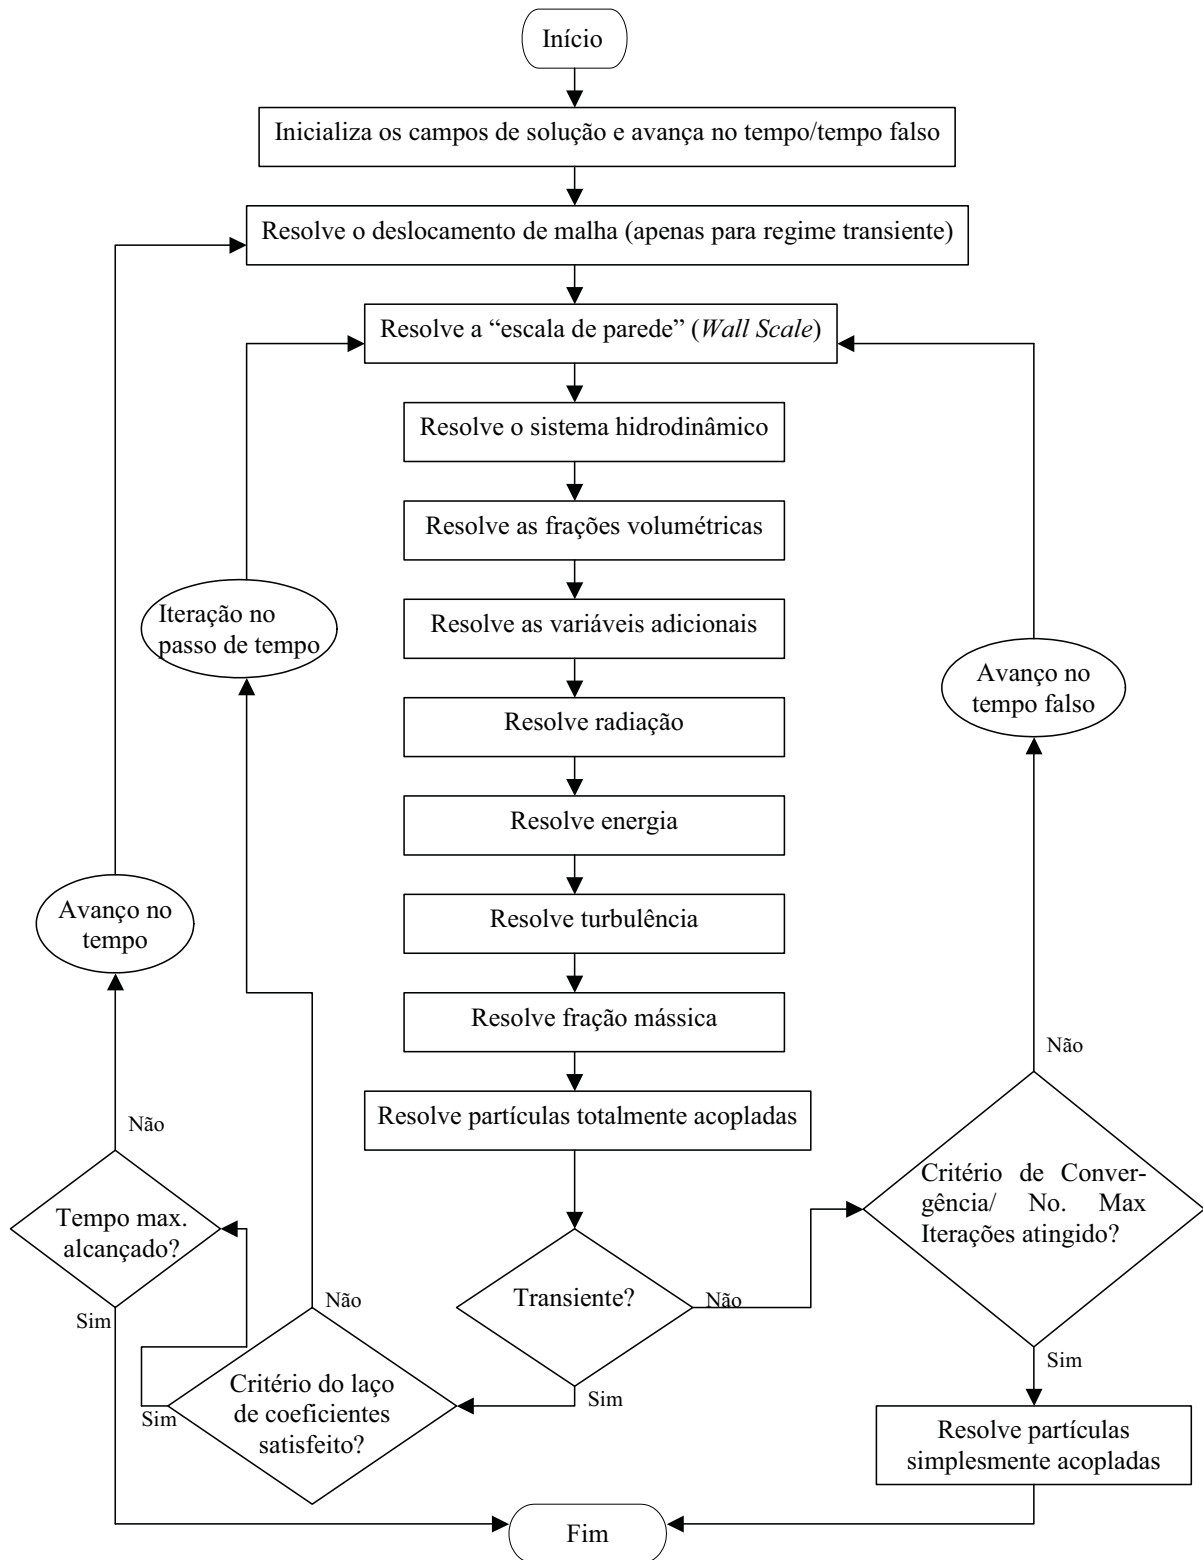 Início
Inicializa os campos de solução e avança no tempo/tempo falso
Resolve o deslocamento de malha (apenas para regime transiente)
Resolve a “escala de parede” (Wall Scale)
Resolve o sistema hidrodinâmico
Resolve as frações volumétricas
Iteração no
passo de tempo
Resolve as variáveis adicionais
Avanço no
tempo falso
Resolve radiação
Resolve energia
Avanço no
tempo
Resolve turbulência
Resolve fração mássica
Não
Resolve partículas totalmente acopladas
Não
Critério de Conver-
gência/ No. Max
Iterações atingido?
Tempo max.
alcançado?
Transiente?
Não
Sim
Não
Sim
Critério do laço
de coeficientes
satisfeito?
Sim
Sim
Resolve partículas
simplesmente acopladas
Fim